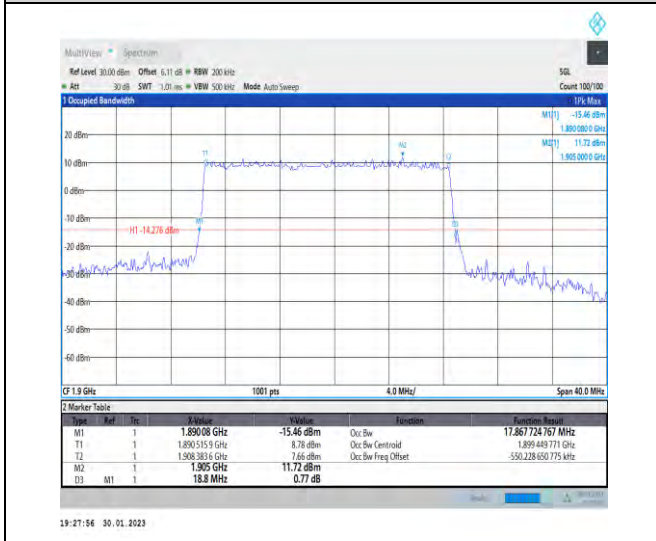 MultiView Spectrum
Ref Level 30.00 dBm Offset 6.11 dB RBW 200 kHz SGL
Att 30 dB SWT 1.01 ms VBW 500 kHz Mode Auto Sweep Count 100/100
1 Occupied Bandwidth 1Pk Max
M1[1] -15.46 dBm
1.890 080 0 GHz
M2[1] 11.72 dBm
1.905 000 0 GHz
20 dBm
M2
T1
T2
10 dBm
0 dBm
-10 dBm
M1
D3
H1 -14.276 dBm
-20 dBm
-30 dBm
-40 dBm
-50 dBm
-60 dBm
CF 1.9 GHz 1001 pts 4.0 MHz/ Span 40.0 MHz
2 Marker Table
Type Ref Trc X-Value Y-Value Function Function Result
M1 1 1.89008 GHz -15.46 dBm Occ Bw 17.867 724 767 MHz
T1 1 1.890 515 9 GHz 8.78 dBm Occ Bw Centroid 1.899 449 771 GHz
T2 1 1.908 383 6 GHz 7.66 dBm Occ Bw Freq Offset -550.228 650 775 kHz
M2 1 1.905 GHz 11.72 dBm
D3 M1 1 18.8 MHz 0.77 dB
19:27:56 30.01.2023